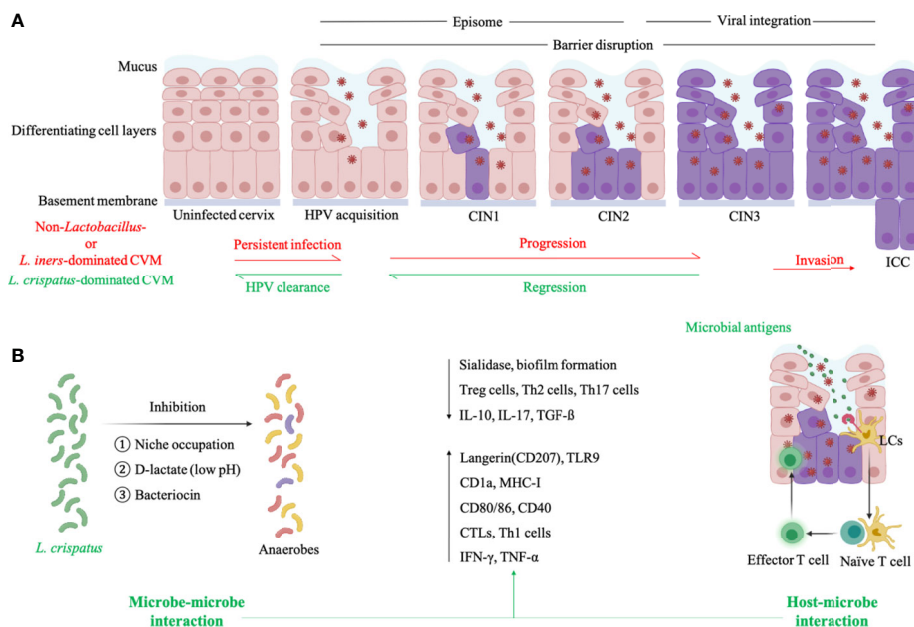 A
Episome
Viral integration
Barrier disruption
Mucus
Differentiating cell layers
Basement membrane
Uninfected cervix
HPV acquisition
CIN1
CIN2
CIN3
ICC
Non-Lactobacillus-
or
L. iners-dominated CVM
L. crispatus-dominated CVM
Persistent infection
HPV clearance
Progression
Regression
Invasion
B
Microbial antigens
Inhibition
① Niche occupation
② D-lactate (low pH)
③ Bacteriocin
L. crispatus
Anaerobes
Sialidase, biofilm formation
Treg cells, Th2 cells, Th17 cells
IL-10, IL-17, TGF-ß
Langerin(CD207), TLR9
CD1a, MHC-I
CD80/86, CD40
CTLs, Th1 cells
IFN-γ, TNF-α
LCs
Effector T cell
Naïve T cell
Microbe-microbe
interaction
Host-microbe
interaction